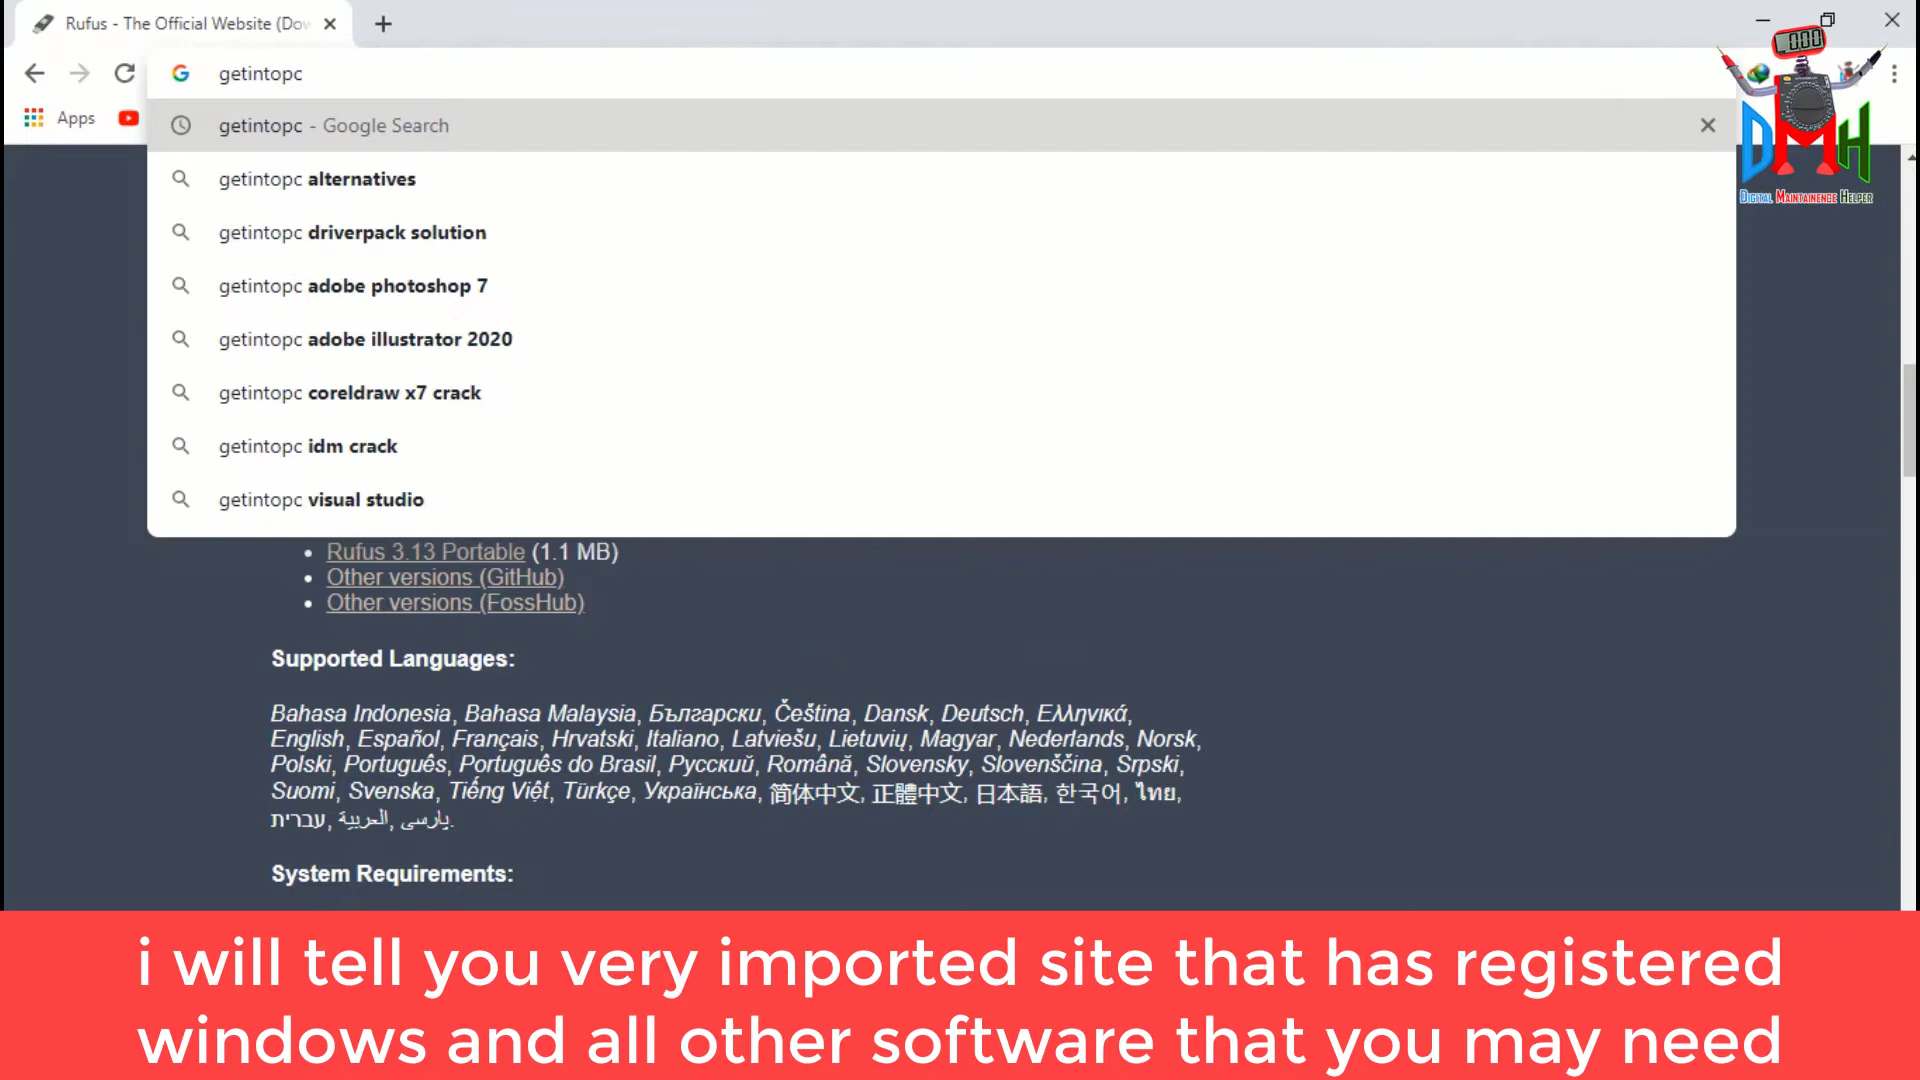 Rufus - The Official Website (Dow
getintopc
0.00
Apps
getintopc - Google Search
getintopc alternatives
DMH
Digital Maintainence Helper
getintopc driverpack solution
getintopc adobe photoshop 7
getintopc adobe illustrator 2020
getintopc coreldraw x7 crack
getintopc idm crack
getintopc visual studio
• Rufus 3.13 Portable (1.1 MB)
• Other versions (GitHub)
• Other versions (FossHub)
Supported Languages:
Bahasa Indonesia, Bahasa Malaysia, Български, Čeština, Dansk, Deutsch, Ελληνικά,
English, Español, Français, Hrvatski, Italiano, Latviešu, Lietuvių, Magyar, Nederlands, Norsk,
Polski, Português, Português do Brasil, Русский, Română, Slovensky, Slovenščina, Srpski,
Suomi, Svenska, Tiếng Việt, Türkçe, Українська, 简体中文, 正體中文, 日本語, 한국어, ไทย,
עברית, العربية, پارسی.
System Requirements:
i will tell you very imported site that has registered
windows and all other software that you may need